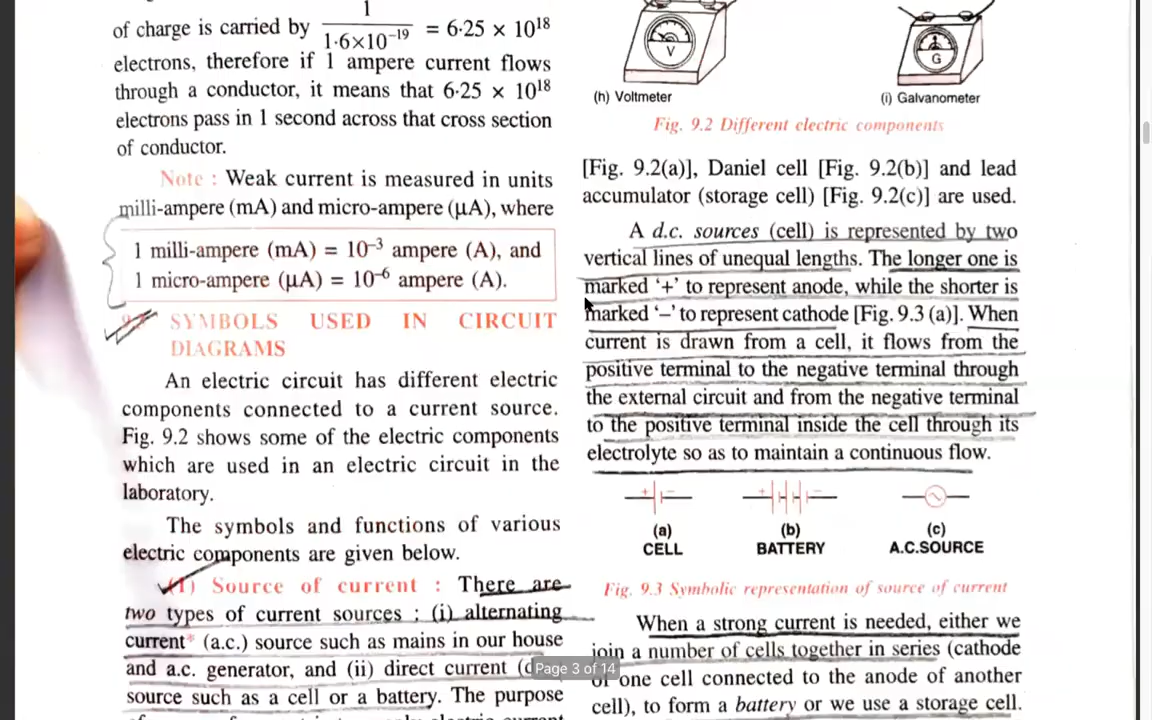 of charge is carried by 1 / 1·6×10⁻¹⁹ = 6·25 × 10¹⁸
electrons, therefore if 1 ampere current flows
through a conductor, it means that 6·25 × 10¹⁸
electrons pass in 1 second across that cross section
of conductor.
Note : Weak current is measured in units
milli-ampere (mA) and micro-ampere (μA), where
1 milli-ampere (mA) = 10⁻³ ampere (A), and
1 micro-ampere (μA) = 10⁻⁶ ampere (A).
SYMBOLS USED IN CIRCUIT
DIAGRAMS
An electric circuit has different electric
components connected to a current source.
Fig. 9.2 shows some of the electric components
which are used in an electric circuit in the
laboratory.
The symbols and functions of various
electric components are given below.
(1) Source of current : There are
two types of current sources : (i) alternating
current* (a.c.) source such as mains in our house
and a.c. generator, and (ii) direct current (d
source such as a cell or a battery. The purpose
V
G
(h) Voltmeter
(i) Galvanometer
Fig. 9.2 Different electric components
[Fig. 9.2(a)], Daniel cell [Fig. 9.2(b)] and lead
accumulator (storage cell) [Fig. 9.2(c)] are used.
A d.c. sources (cell) is represented by two
vertical lines of unequal lengths. The longer one is
marked ‘+’ to represent anode, while the shorter is
marked ‘–’ to represent cathode [Fig. 9.3 (a)]. When
current is drawn from a cell, it flows from the
positive terminal to the negative terminal through
the external circuit and from the negative terminal
to the positive terminal inside the cell through its
electrolyte so as to maintain a continuous flow.
+ –
+ –
(a)
CELL
(b)
BATTERY
(c)
A.C.SOURCE
Fig. 9.3 Symbolic representation of source of current
When a strong current is needed, either we
join a number of cells together in series (cathode
of one cell connected to the anode of another
cell), to form a battery or we use a storage cell.
Page 3 of 14